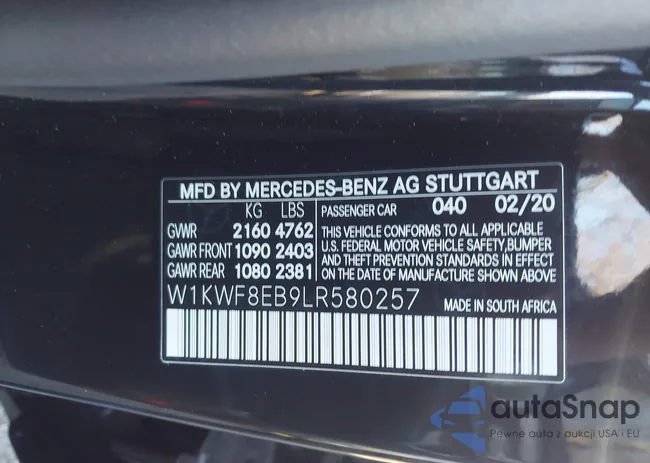 MFD BY MERCEDES-BENZ AG STUTTGART
KG LBS
GVWR 2160 4762
GAWR FRONT 1090 2403
GAWR REAR 1080 2381
PASSENGER CAR 040 02/20
THIS VEHICLE CONFORMS TO ALL APPLICABLE
U.S. FEDERAL MOTOR VEHICLE SAFETY, BUMPER
AND THEFT PREVENTION STANDARDS IN EFFECT
ON THE DATE OF MANUFACTURE SHOWN ABOVE.
W1KWF8EB9LR580257
MADE IN SOUTH AFRICA
autaSnap
Pewne auta z aukcji USA i EU